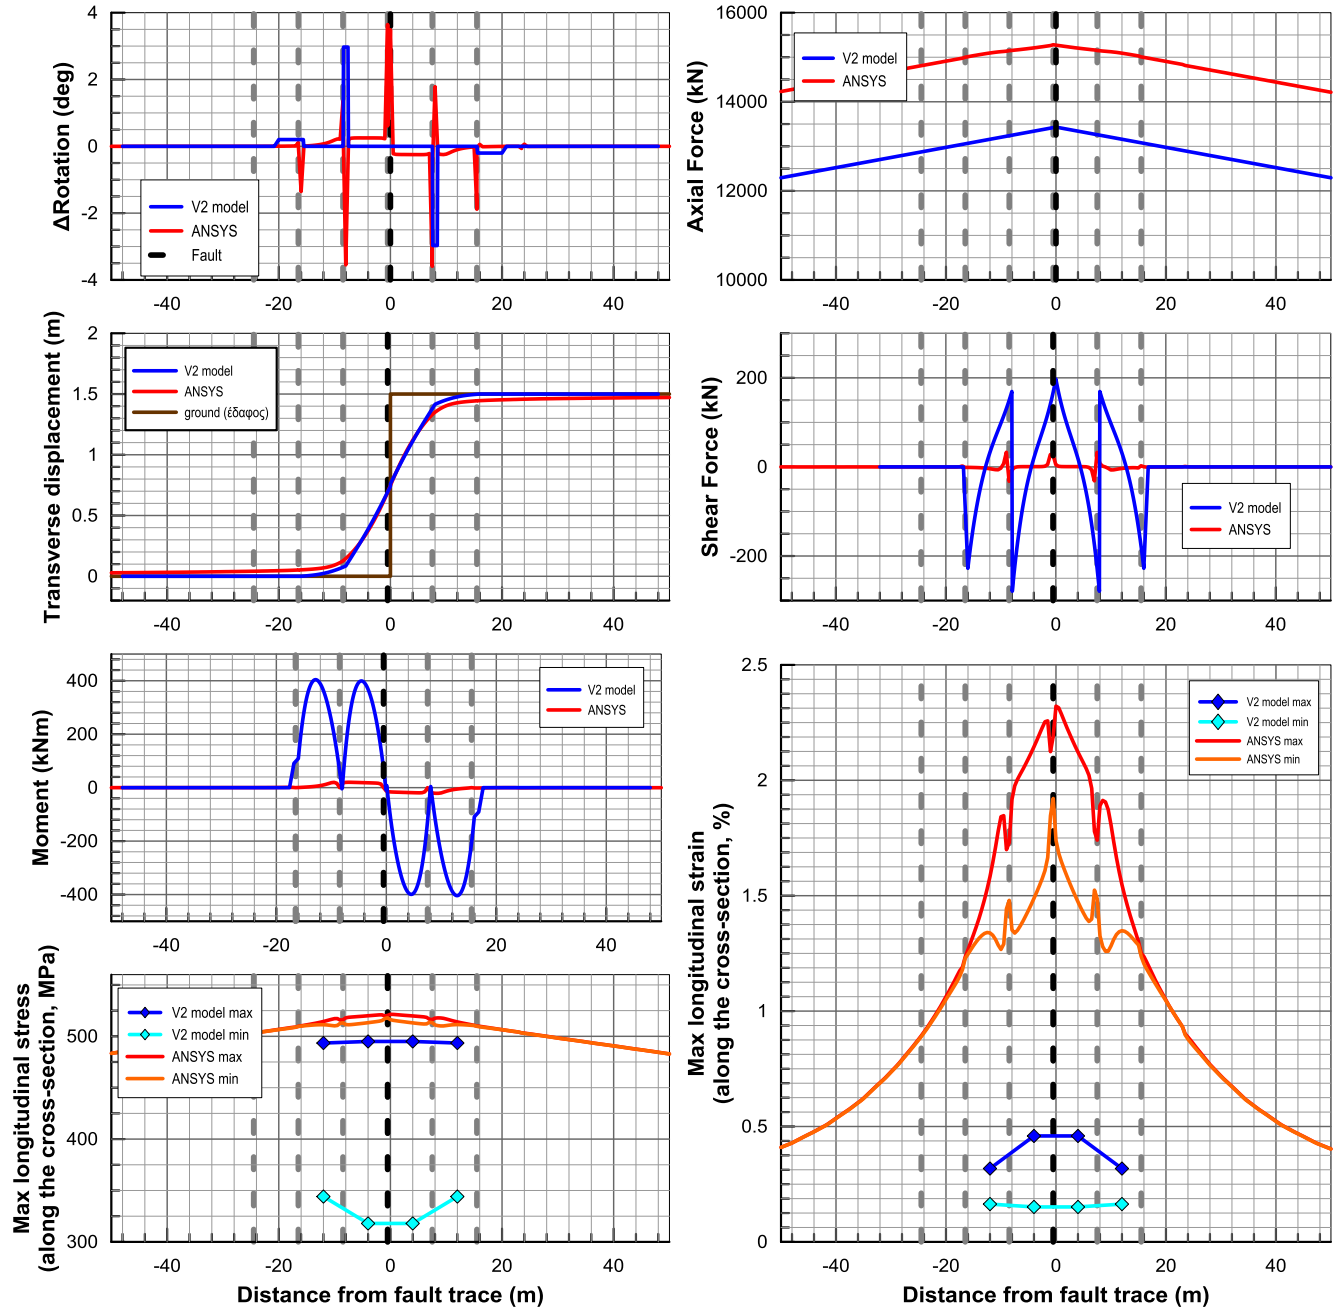 ΔRotation (deg)
4
2
0
-2
-4
V2 model
ANSYS
Fault
-40
-20
0
20
40
Axial Force (kN)
16000
14000
12000
10000
V2 model
ANSYS
-40
-20
0
20
40
Transverse displacement (m)
2
1.5
1
0.5
0
V2 model
ANSYS
ground (έδαφος)
-40
-20
0
20
40
Shear Force (kN)
200
0
-200
V2 model
ANSYS
-40
-20
0
20
40
Moment (kNm)
400
200
0
-200
-400
V2 model
ANSYS
-40
-20
0
20
40
Max longitudinal stress
(along the cross-section, MPa)
500
400
300
V2 model max
V2 model min
ANSYS max
ANSYS min
-40
-20
0
20
40
Distance from fault trace (m)
Max longitudinal strain
(along the cross-section, %)
2.5
2
1.5
1
0.5
0
V2 model max
V2 model min
ANSYS max
ANSYS min
-40
-20
0
20
40
Distance from fault trace (m)